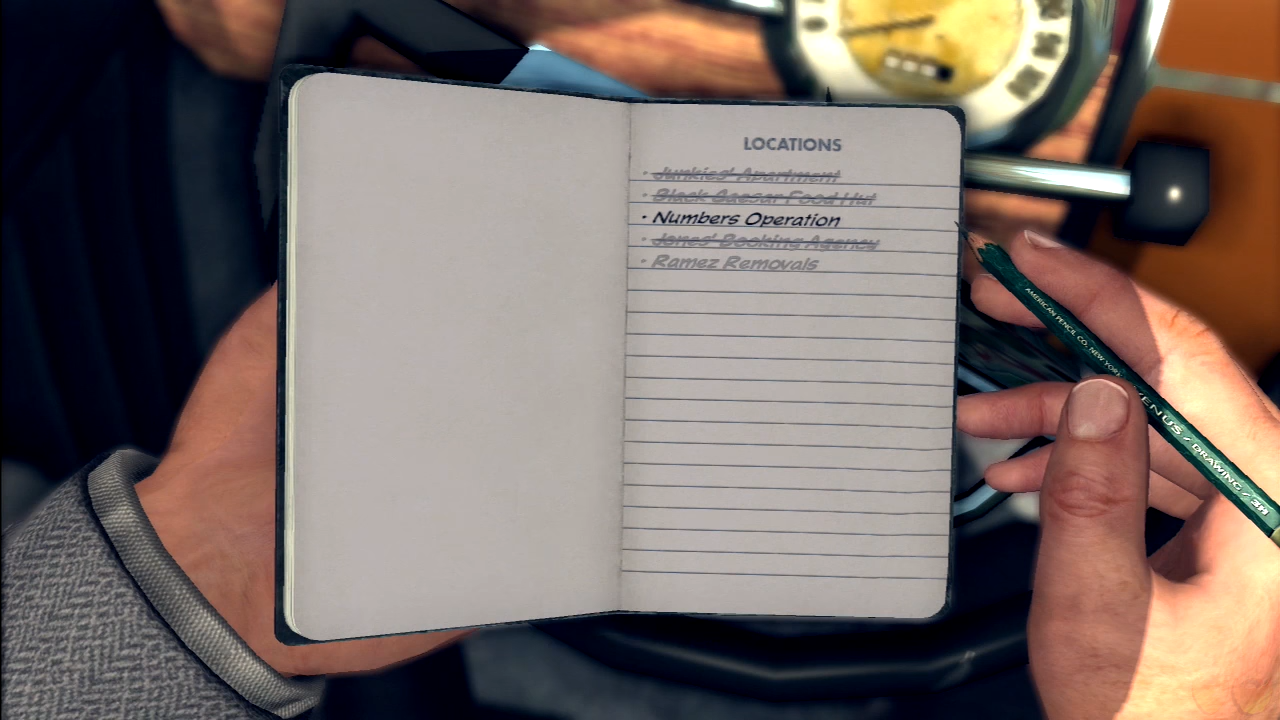 LOCATIONS
· Junkies' Apartment
· Black Caesar Food Hut
· Numbers Operation
· Jones' Booking Agency
· Ramez Removals
AMERICAN PENCIL CO. NEW YORK
VENUS / DRAWING / 3H